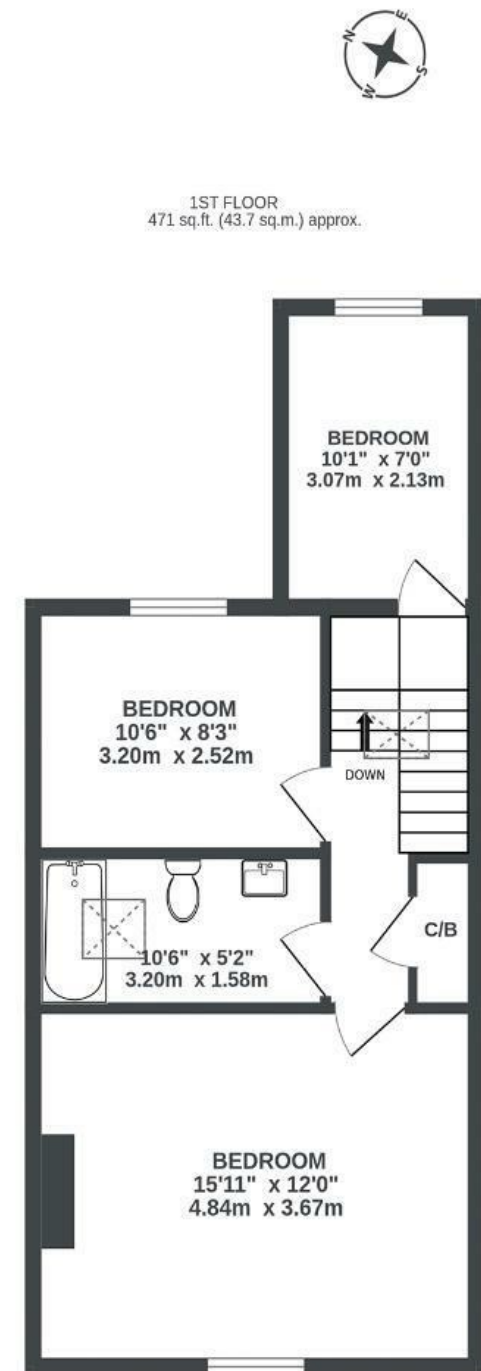 N E
W S
1ST FLOOR
471 sq.ft. (43.7 sq.m.) approx.
BEDROOM
10'1" x 7'0"
3.07m x 2.13m
BEDROOM
10'6" x 8'3"
3.20m x 2.52m
DOWN
C/B
10'6" x 5'2"
3.20m x 1.58m
BEDROOM
15'11" x 12'0"
4.84m x 3.67m